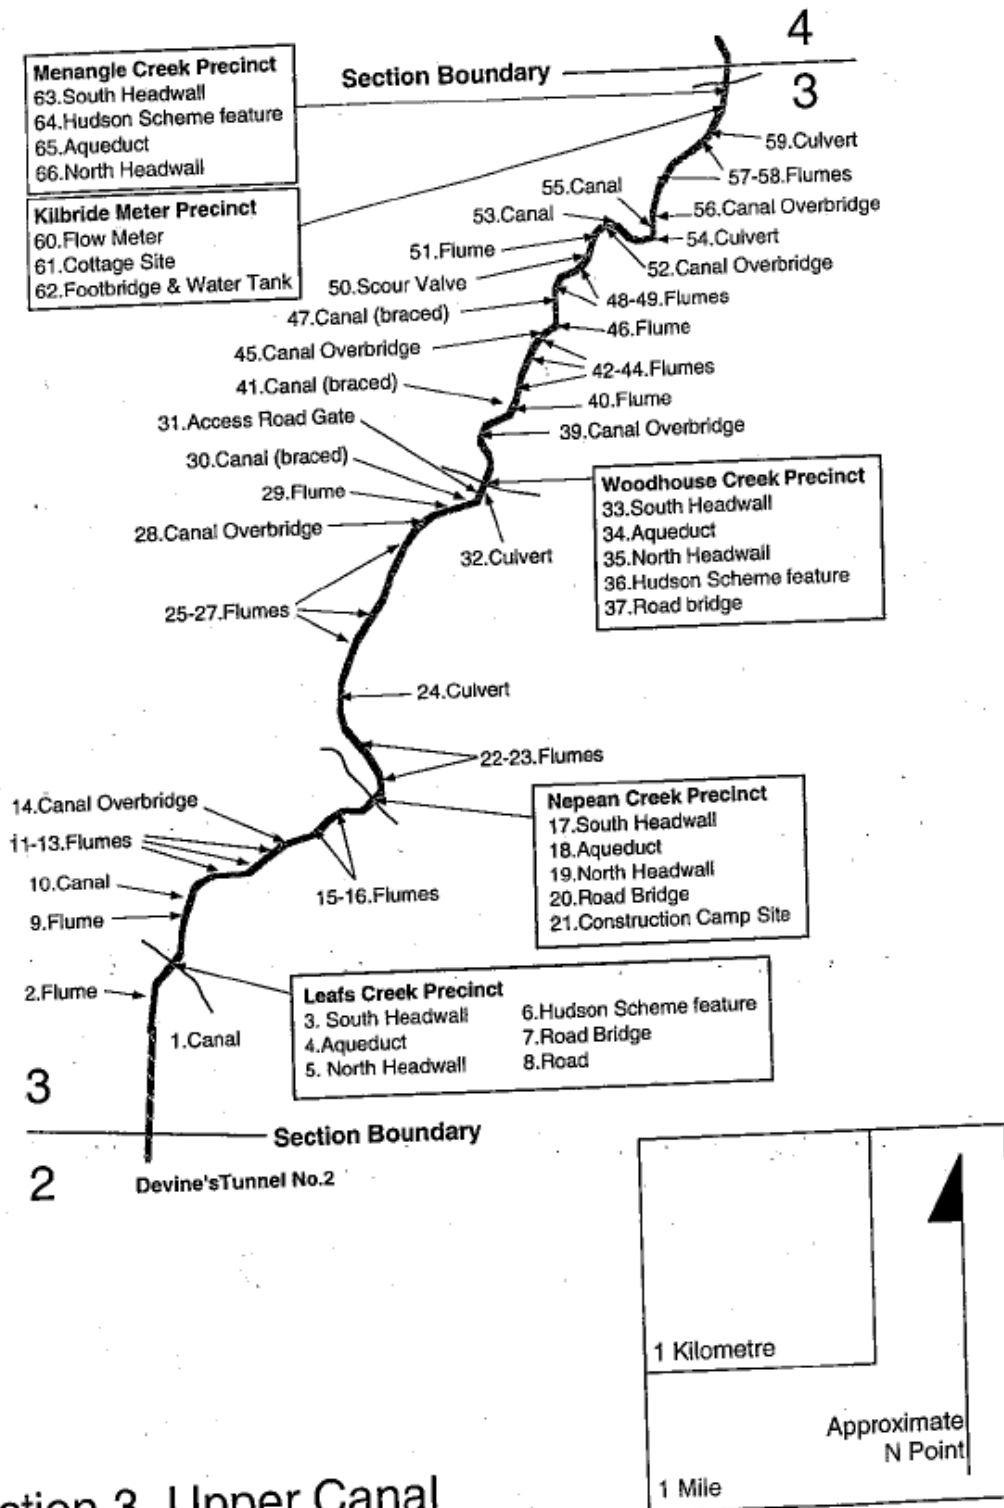 4
Section Boundary
3
Menangle Creek Precinct
63.South Headwall
64.Hudson Scheme feature
65.Aqueduct
66.North Headwall
Kilbride Meter Precinct
60.Flow Meter
61.Cottage Site
62.Footbridge & Water Tank
59.Culvert
57-58.Flumes
55.Canal
56.Canal Overbridge
53.Canal
54.Culvert
51.Flume
52.Canal Overbridge
50.Scour Valve
48-49.Flumes
47.Canal (braced)
46.Flume
45.Canal Overbridge
42-44.Flumes
41.Canal (braced)
40.Flume
31.Access Road Gate
39.Canal Overbridge
30.Canal (braced)
29.Flume
28.Canal Overbridge
32.Culvert
Woodhouse Creek Precinct
33.South Headwall
34.Aqueduct
35.North Headwall
36.Hudson Scheme feature
37.Road bridge
25-27.Flumes
24.Culvert
22-23.Flumes
14.Canal Overbridge
11-13.Flumes
10.Canal
9.Flume
15-16.Flumes
Nepean Creek Precinct
17.South Headwall
18.Aqueduct
19.North Headwall
20.Road Bridge
21.Construction Camp Site
2.Flume
1.Canal
Leafs Creek Precinct
3. South Headwall
4.Aqueduct
5. North Headwall
6.Hudson Scheme feature
7.Road Bridge
8.Road
3
Section Boundary
2
Devine'sTunnel No.2
1 Kilometre
Approximate
N Point
1 Mile
ction 3 Upper Canal